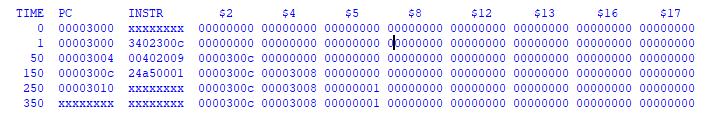 TIME PC INSTR $2 $4 $5 $8 $12 $13 $16 $17
0 00003000 xxxxxxxx 00000000 00000000 00000000 00000000 00000000 00000000 00000000 00000000
1 00003000 3402300c 00000000 00000000 00000000 00000000 00000000 00000000 00000000 00000000
50 00003004 00402009 0000300c 00000000 00000000 00000000 00000000 00000000 00000000 00000000
150 0000300c 24a50001 0000300c 00003008 00000000 00000000 00000000 00000000 00000000 00000000
250 00003010 xxxxxxxx 0000300c 00003008 00000001 00000000 00000000 00000000 00000000 00000000
350 xxxxxxxx xxxxxxxx 0000300c 00003008 00000001 00000000 00000000 00000000 00000000 00000000